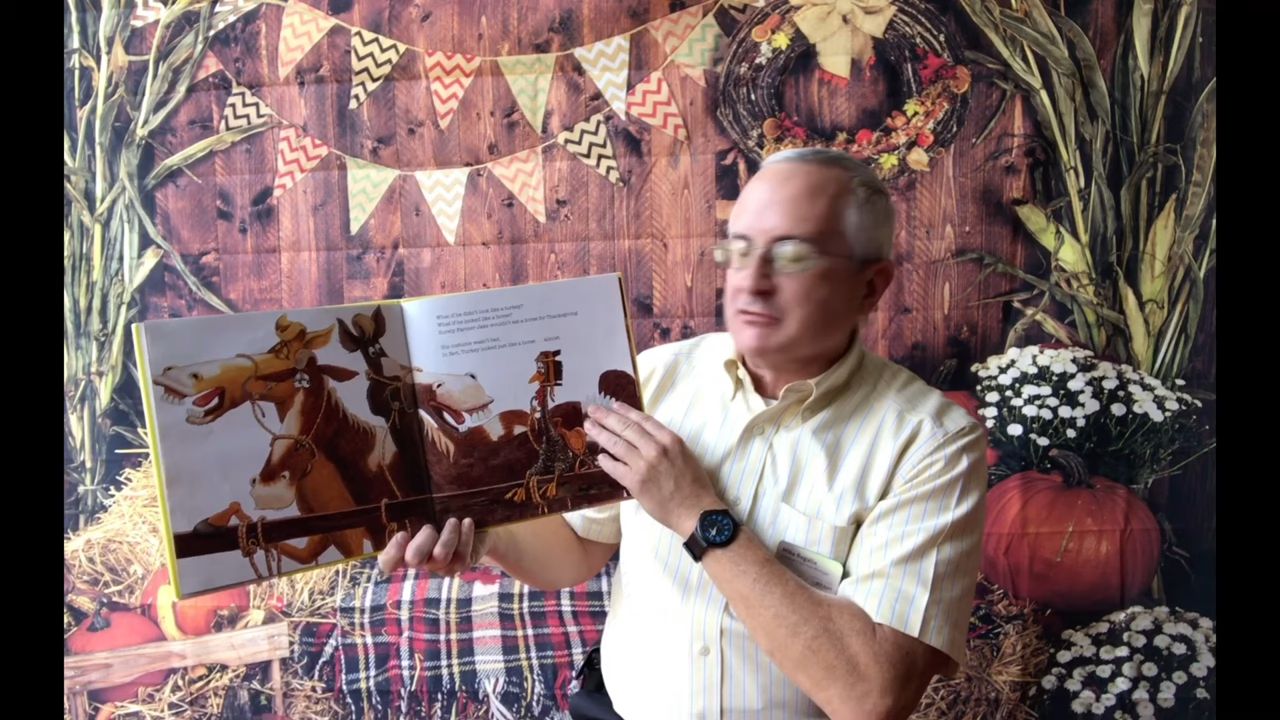 What if he didn't look like a turkey?
What if he looked like a horse?
Surely Farmer Jake wouldn't eat a horse for Thanksgiving
His costume wasn't bad.
In fact, Turkey looked just like a horse . . . almost.